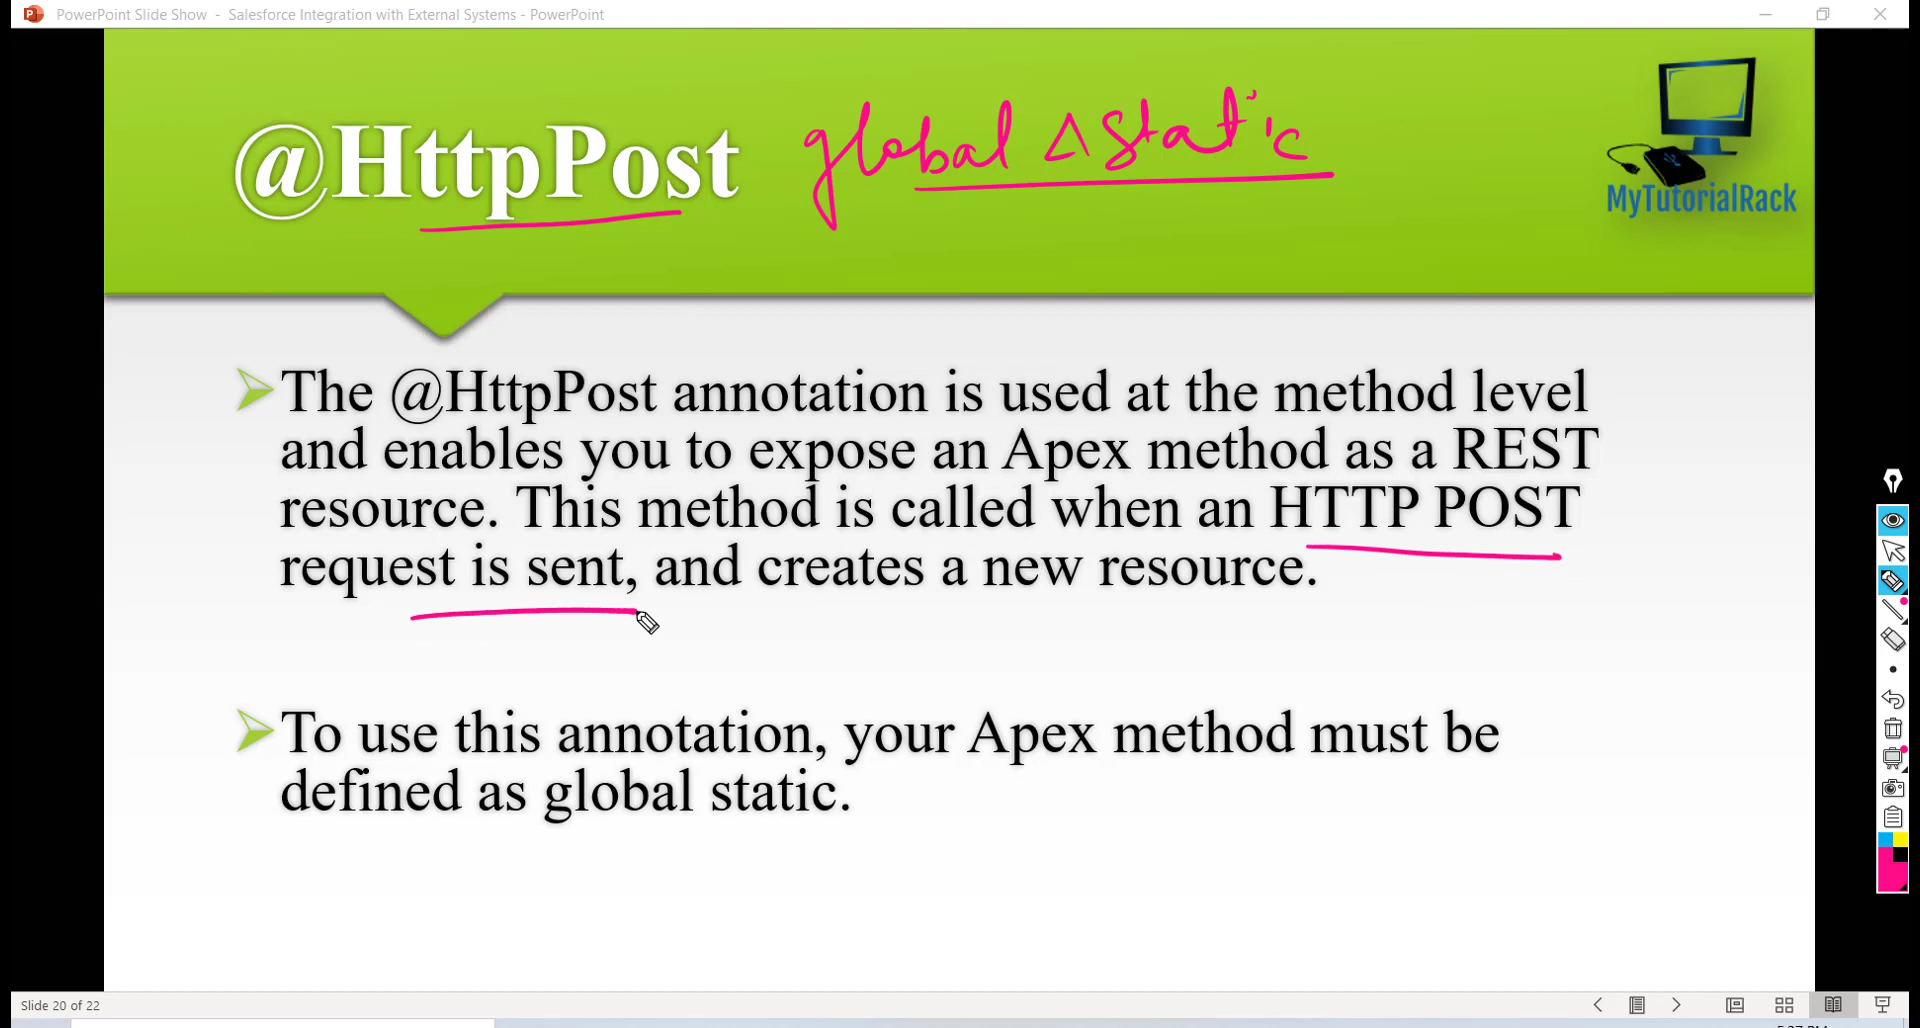 PowerPoint Slide Show - Salesforce Integration with External Systems - PowerPoint
@HttpPost
global & static
MyTutorialRack
The @HttpPost annotation is used at the method level
and enables you to expose an Apex method as a REST
resource. This method is called when an HTTP POST
request is sent, and creates a new resource.
To use this annotation, your Apex method must be
defined as global static.
Slide 20 of 22